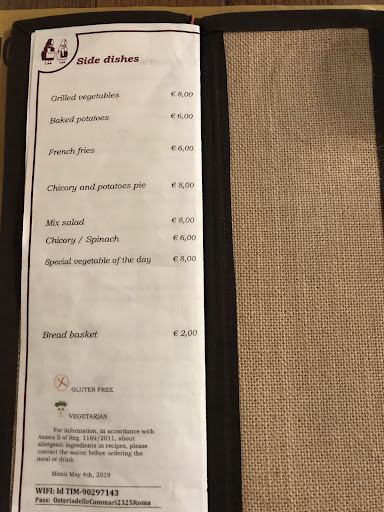 Side dishes
Grilled vegetables € 8,00
Baked potatoes € 6,00
French fries € 6,00
Chicory and potatoes pie € 8,00
Mix salad € 8,00
Chicory / Spinach € 6,00
Special vegetable of the day € 8,00
Bread basket € 2,00
GLUTEN FREE
VEGETARIAN
For information, in accordance with
Annex II of Reg. 1169/2011, about
allergenic ingredients in recipes, please
contact the waiter before ordering the
meal or drink.
Menù May 4th, 2019
WIFI: Id TIM-90297143
Pass: OsteriadelleCommari2325Roma